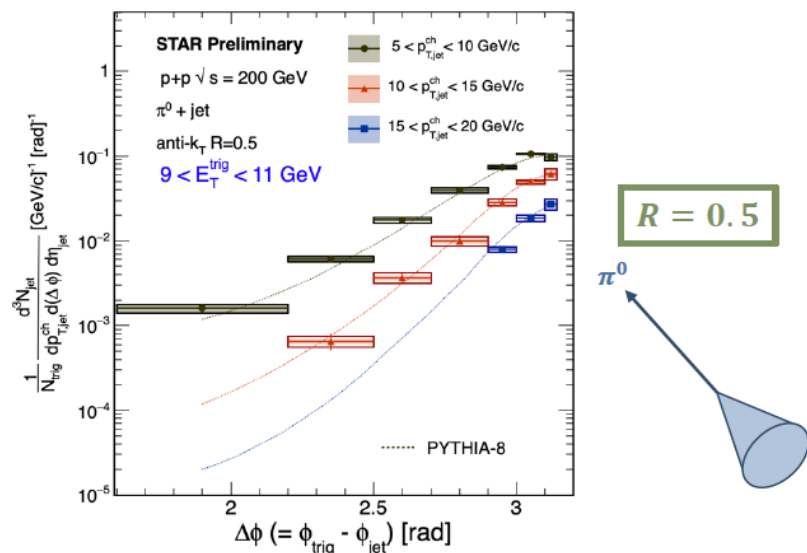 STAR Preliminary
p+p √ s = 200 GeV
π⁰ + jet
anti-k_T R=0.5
9 < E_T^trig < 11 GeV
5 < p_T,jet^ch < 10 GeV/c
10 < p_T,jet^ch < 15 GeV/c
15 < p_T,jet^ch < 20 GeV/c
1/N_trig d³N_jet/dp_T,jet^ch d(Δ ϕ) dη_jet [GeV/c]⁻¹ [rad]⁻¹
1
10⁻¹
10⁻²
10⁻³
10⁻⁴
10⁻⁵
PYTHIA-8
2 2.5 3
Δϕ (= ϕ_trig - ϕ_jet) [rad]
R = 0.5
π⁰